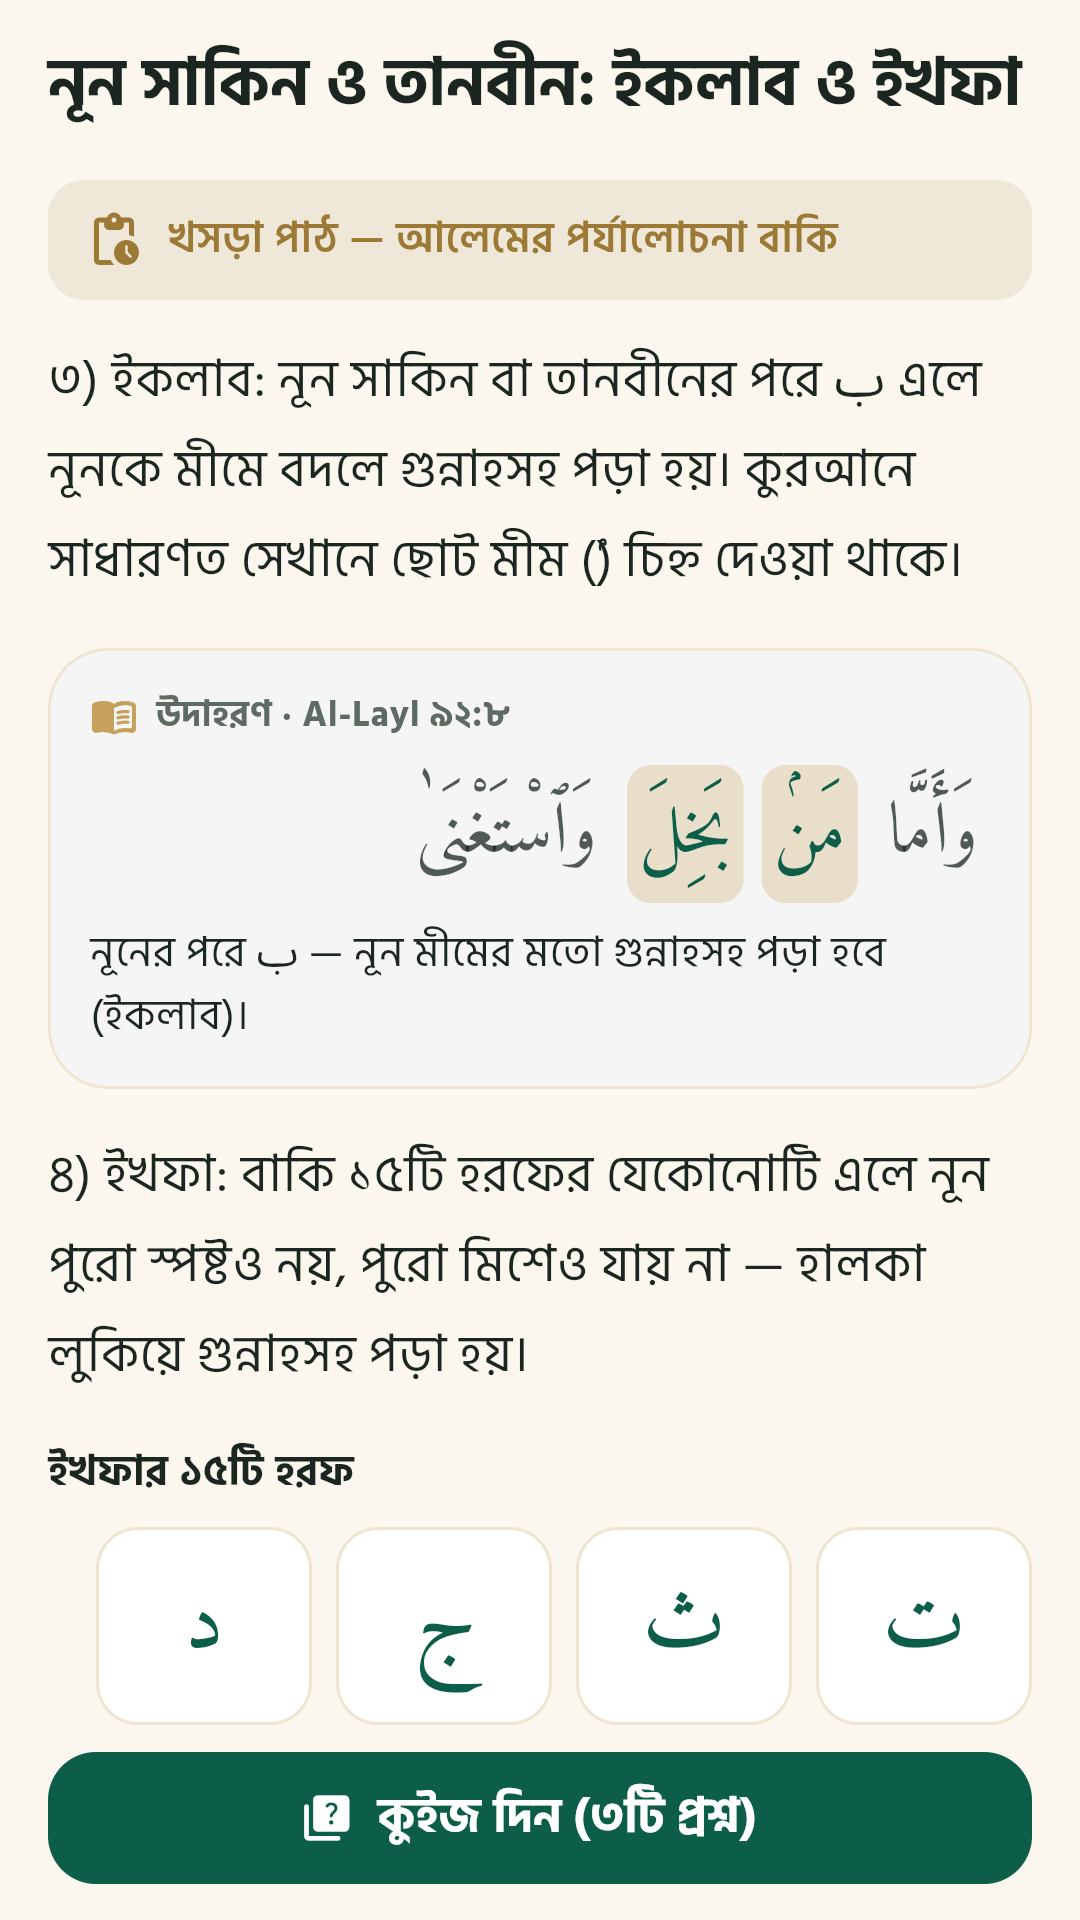 নূন সাকিন ও তানবীন: ইকলাব ও ইখফা
খসড়া পাঠ — আলেমের পর্যালোচনা বাকি
৩) ইকলাব: নূন সাকিন বা তানবীনের পরে ب এলে
নূনকে মীমে বদলে গুন্নাহসহ পড়া হয়। কুরআনে
সাধারণত সেখানে ছোট মীম (ۢ) চিহ্ন দেওয়া থাকে।
উদাহরণ · Al-Layl ৯২:৮
وَأَمَّا مَنۢ بَخِلَ وَٱسْتَغْنَىٰ
নূনের পরে ب — নূন মীমের মতো গুন্নাহসহ পড়া হবে
(ইকলাব)।
৪) ইখফা: বাকি ১৫টি হরফের যেকোনোটি এলে নূন
পুরো স্পষ্টও নয়, পুরো মিশেও যায় না — হালকা
লুকিয়ে গুন্নাহসহ পড়া হয়।
ইখফার ১৫টি হরফ
ت ث ج د
কুইজ দিন (৩টি প্রশ্ন)